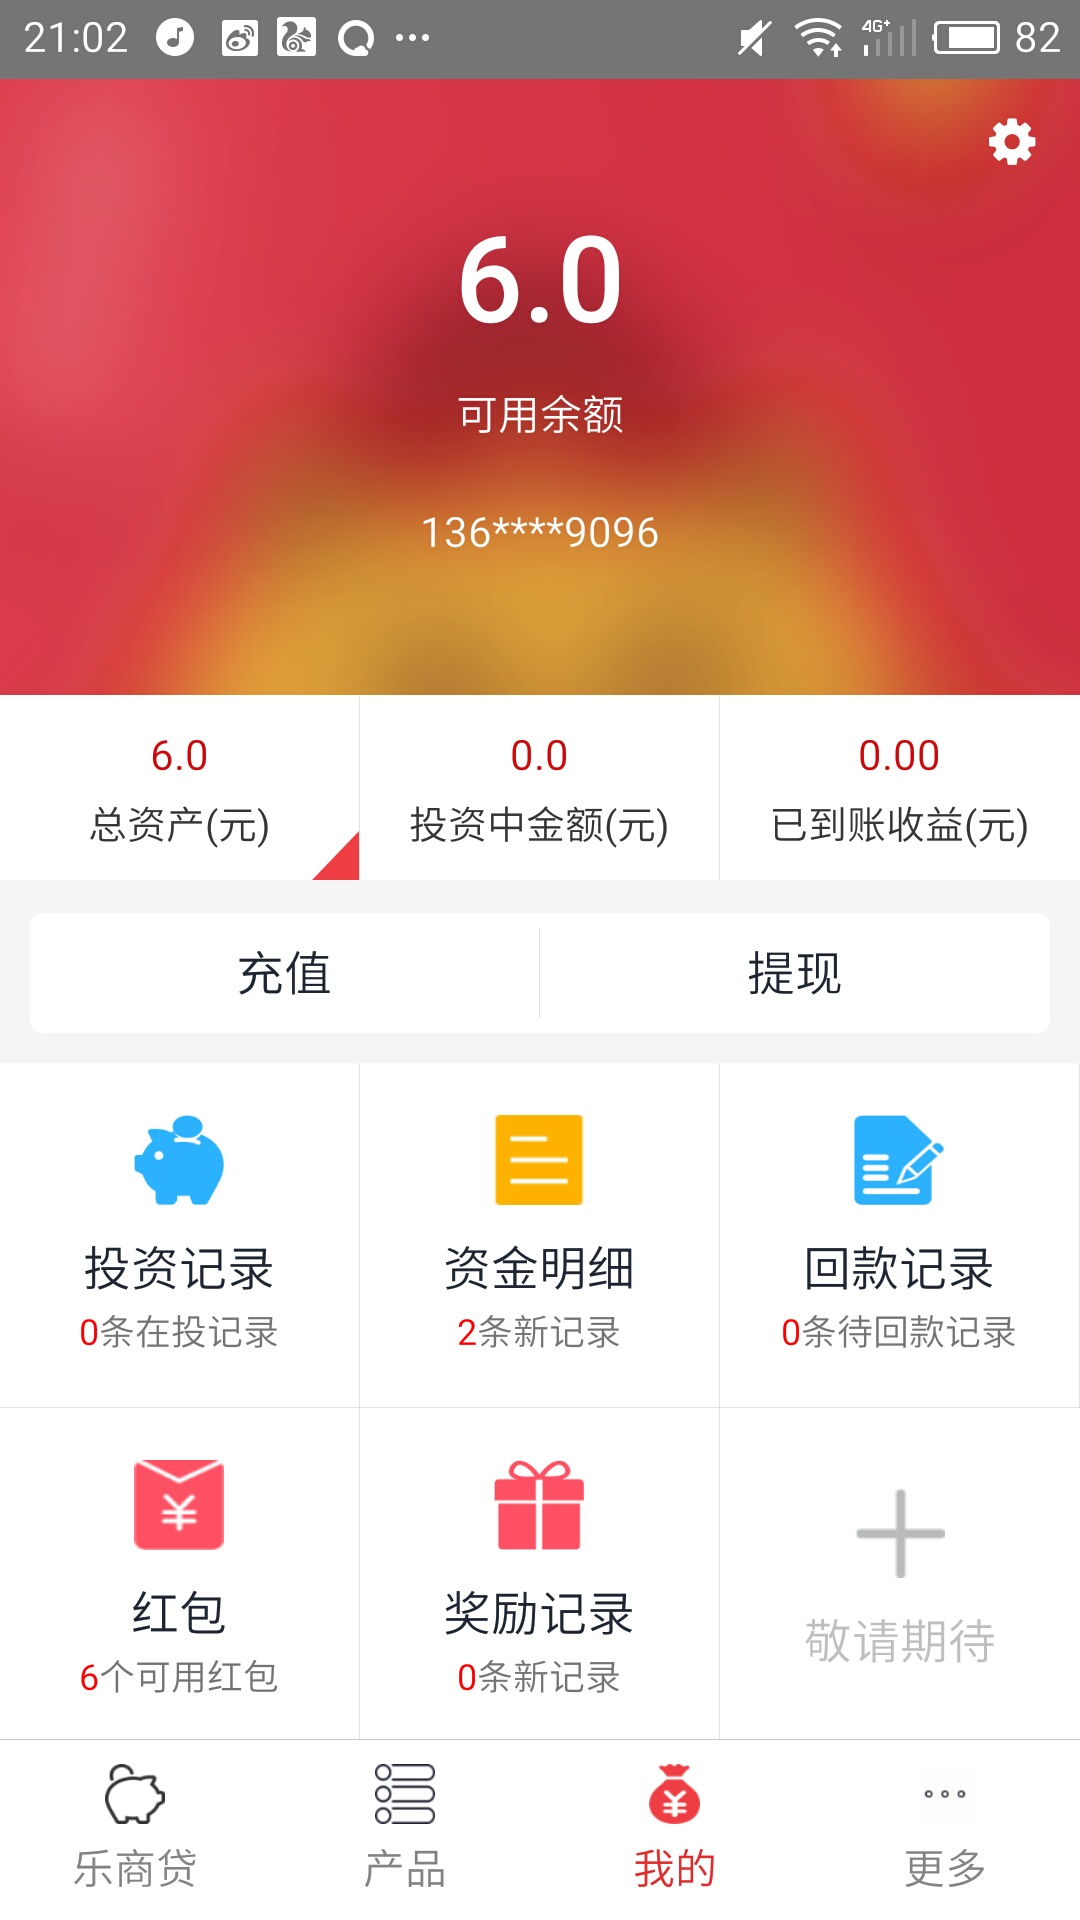 21:02 4G+ 82
6.0
可用余额
136****9096
6.0 0.0 0.00
总资产(元) 投资中金额(元) 已到账收益(元)
充值 提现
投资记录 资金明细 回款记录
0条在投记录 2条新记录 0条待回款记录
¥
红包 奖励记录 敬请期待
6个可用红包 0条新记录
¥
乐商贷 产品 我的 更多